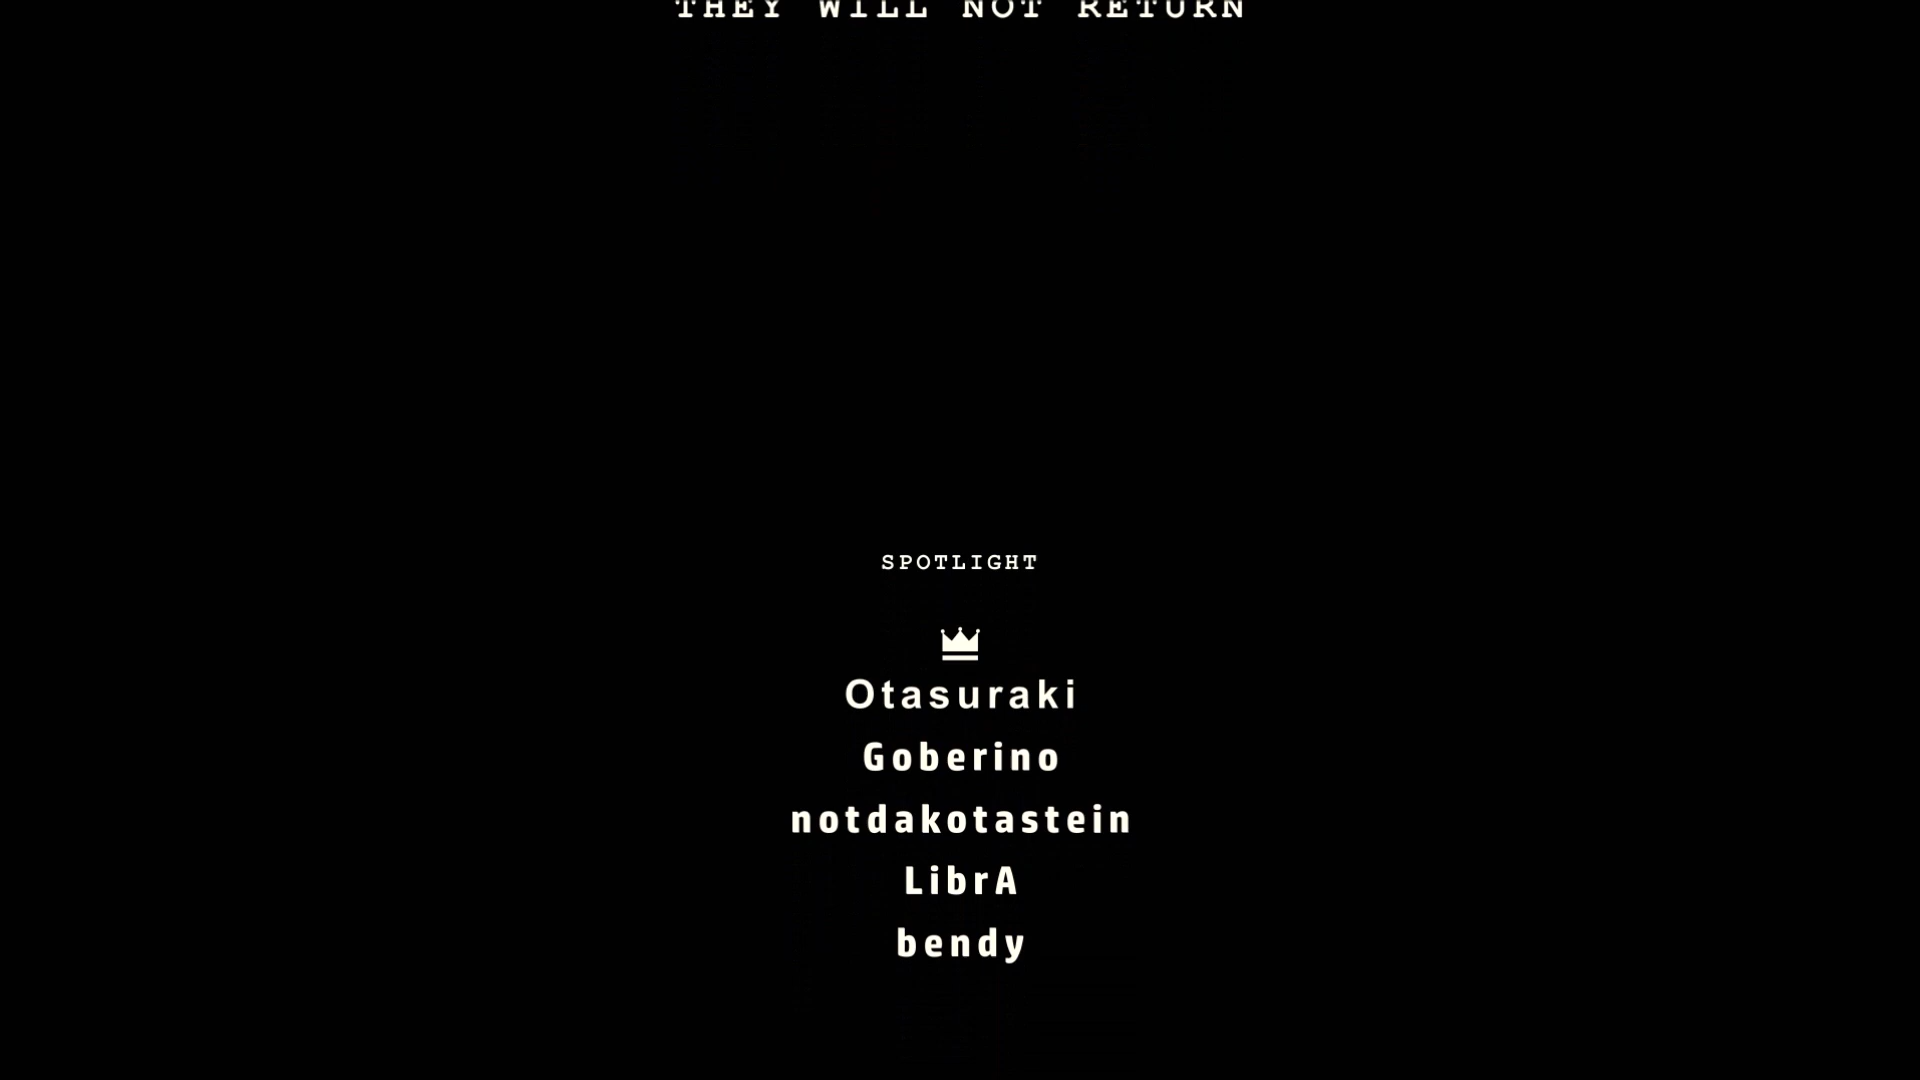 THEY WILL NOT RETURN
SPOTLIGHT
Otasuraki
Goberino
notdakotastein
LibrA
bendy